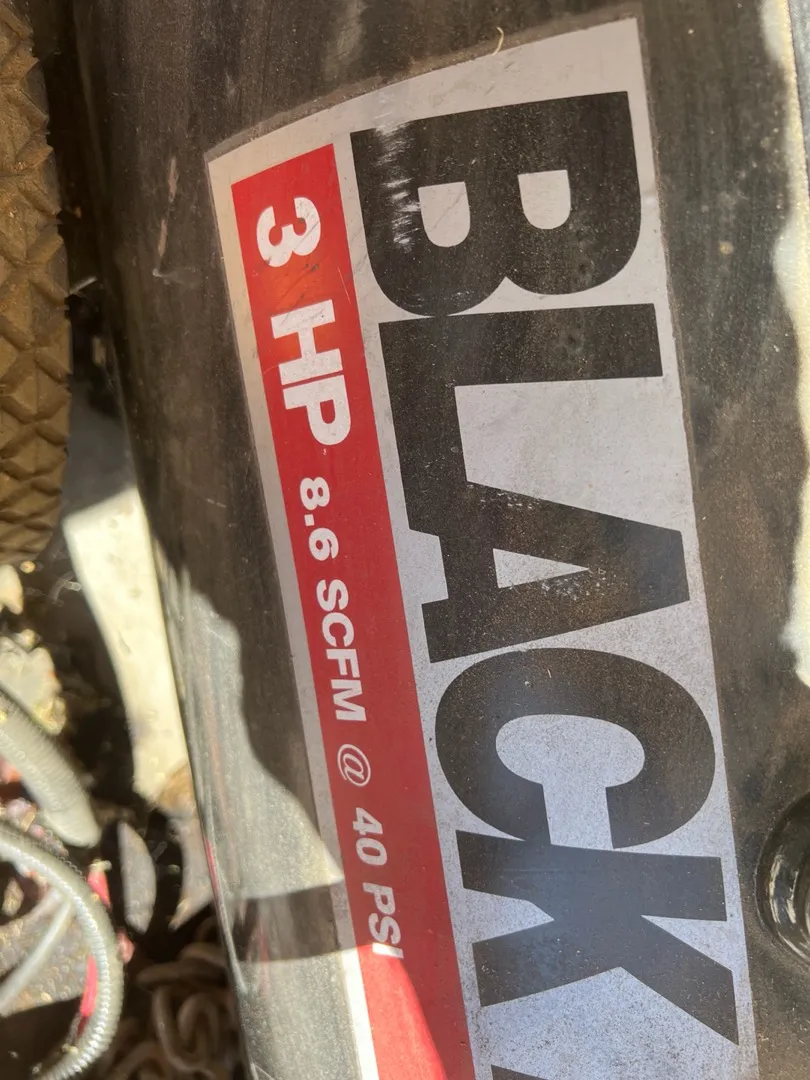 BLACK
3 HP 8.6 SCFM @ 40 PSI